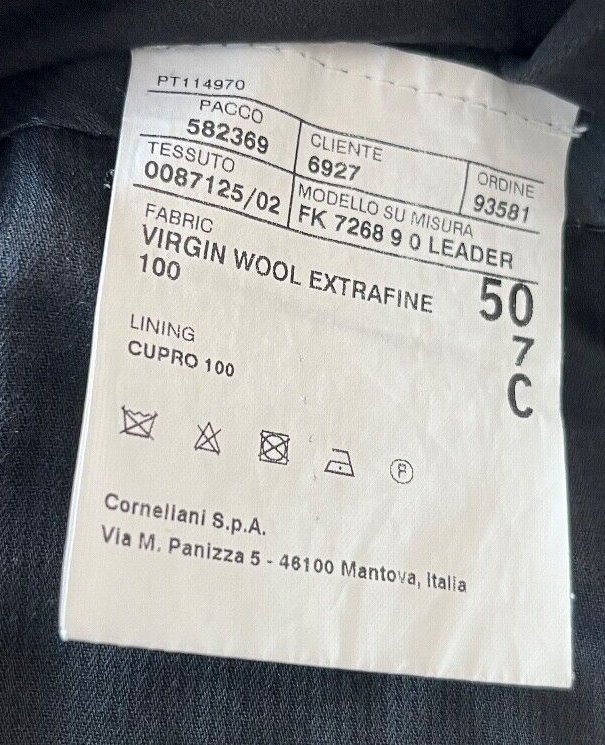 PT114970
PACCO
582369
CLIENTE
6927
ORDINE
93581
TESSUTO
0087125/02
MODELLO SU MISURA
FK 7268 9 0 LEADER
FABRIC
VIRGIN WOOL EXTRAFINE
100
50
7
C
LINING
CUPRO 100
P
Corneliani S.p.A.
Via M. Panizza 5 - 46100 Mantova, Italia